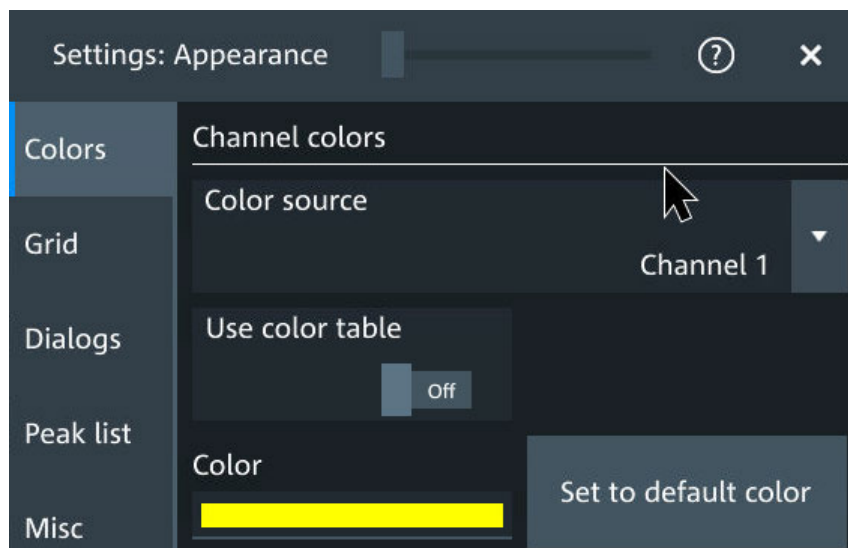 Settings: Appearance
?
Colors
Channel colors
Color source
Grid
Channel 1
Dialogs
Use color table
Off
Peak list
Color
Set to default color
Misc